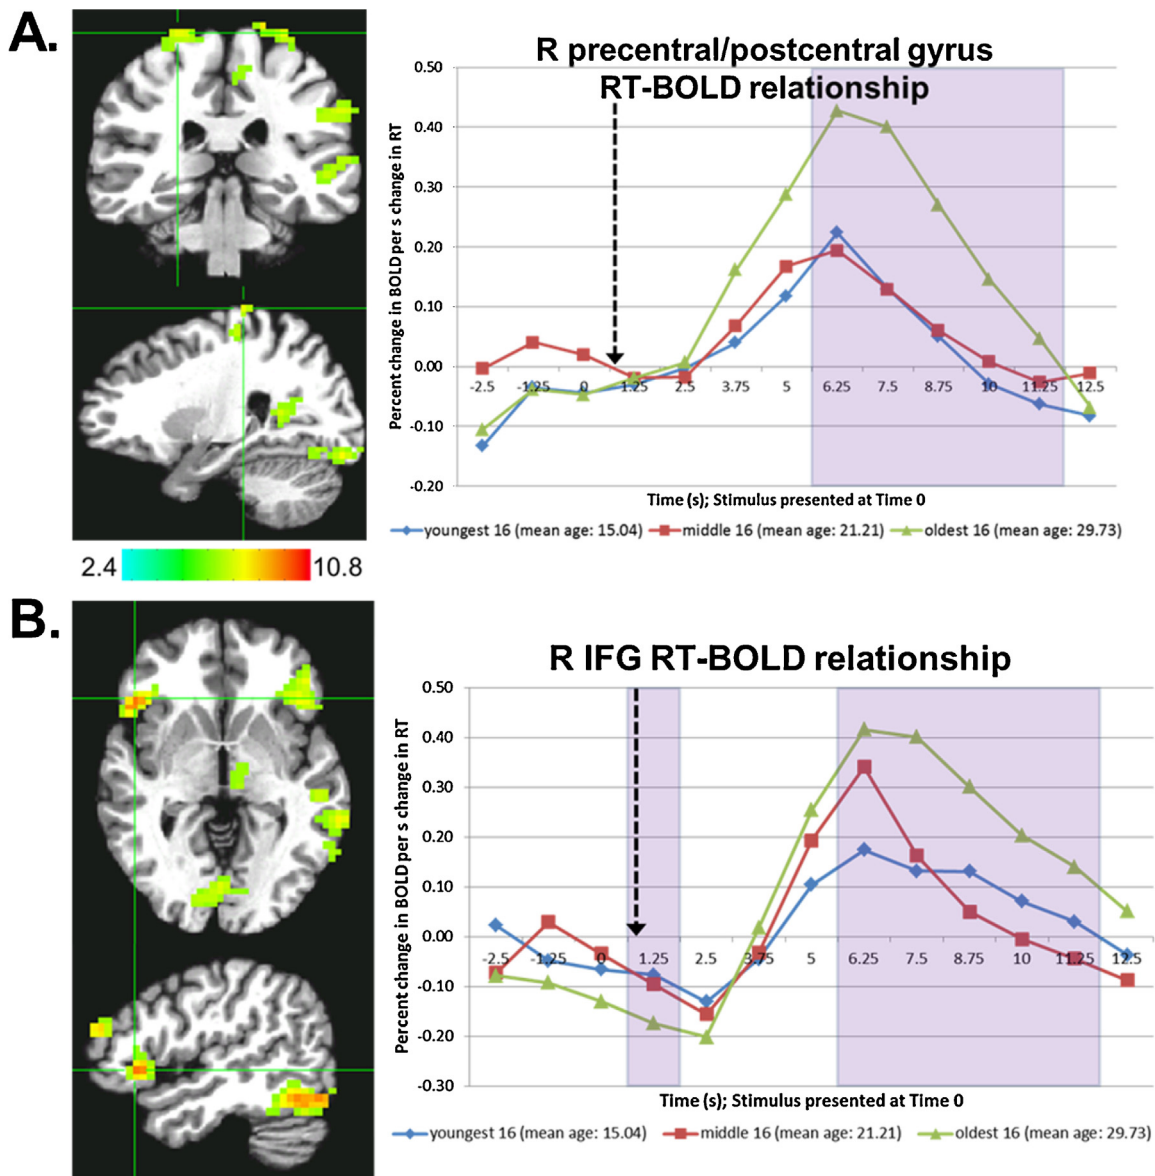 A.
R precentral/postcentral gyrus
RT-BOLD relationship
Percent change in BOLD per s change in RT
0.50
0.40
0.30
0.20
0.10
0.00
-0.10
-0.20
-2.5 -1.25 0 1.25 2.5 3.75 5 6.25 7.5 8.75 10 11.25 12.5
Time (s); Stimulus presented at Time 0
youngest 16 (mean age: 15.04) middle 16 (mean age: 21.21) oldest 16 (mean age: 29.73)
2.4 10.8
B.
R IFG RT-BOLD relationship
Percent change in BOLD per s change in RT
0.50
0.40
0.30
0.20
0.10
0.00
-0.10
-0.20
-0.30
-2.5 -1.25 0 1.25 2.5 3.75 5 6.25 7.5 8.75 10 11.25 12.5
Time (s); Stimulus presented at Time 0
youngest 16 (mean age: 15.04) middle 16 (mean age: 21.21) oldest 16 (mean age: 29.73)